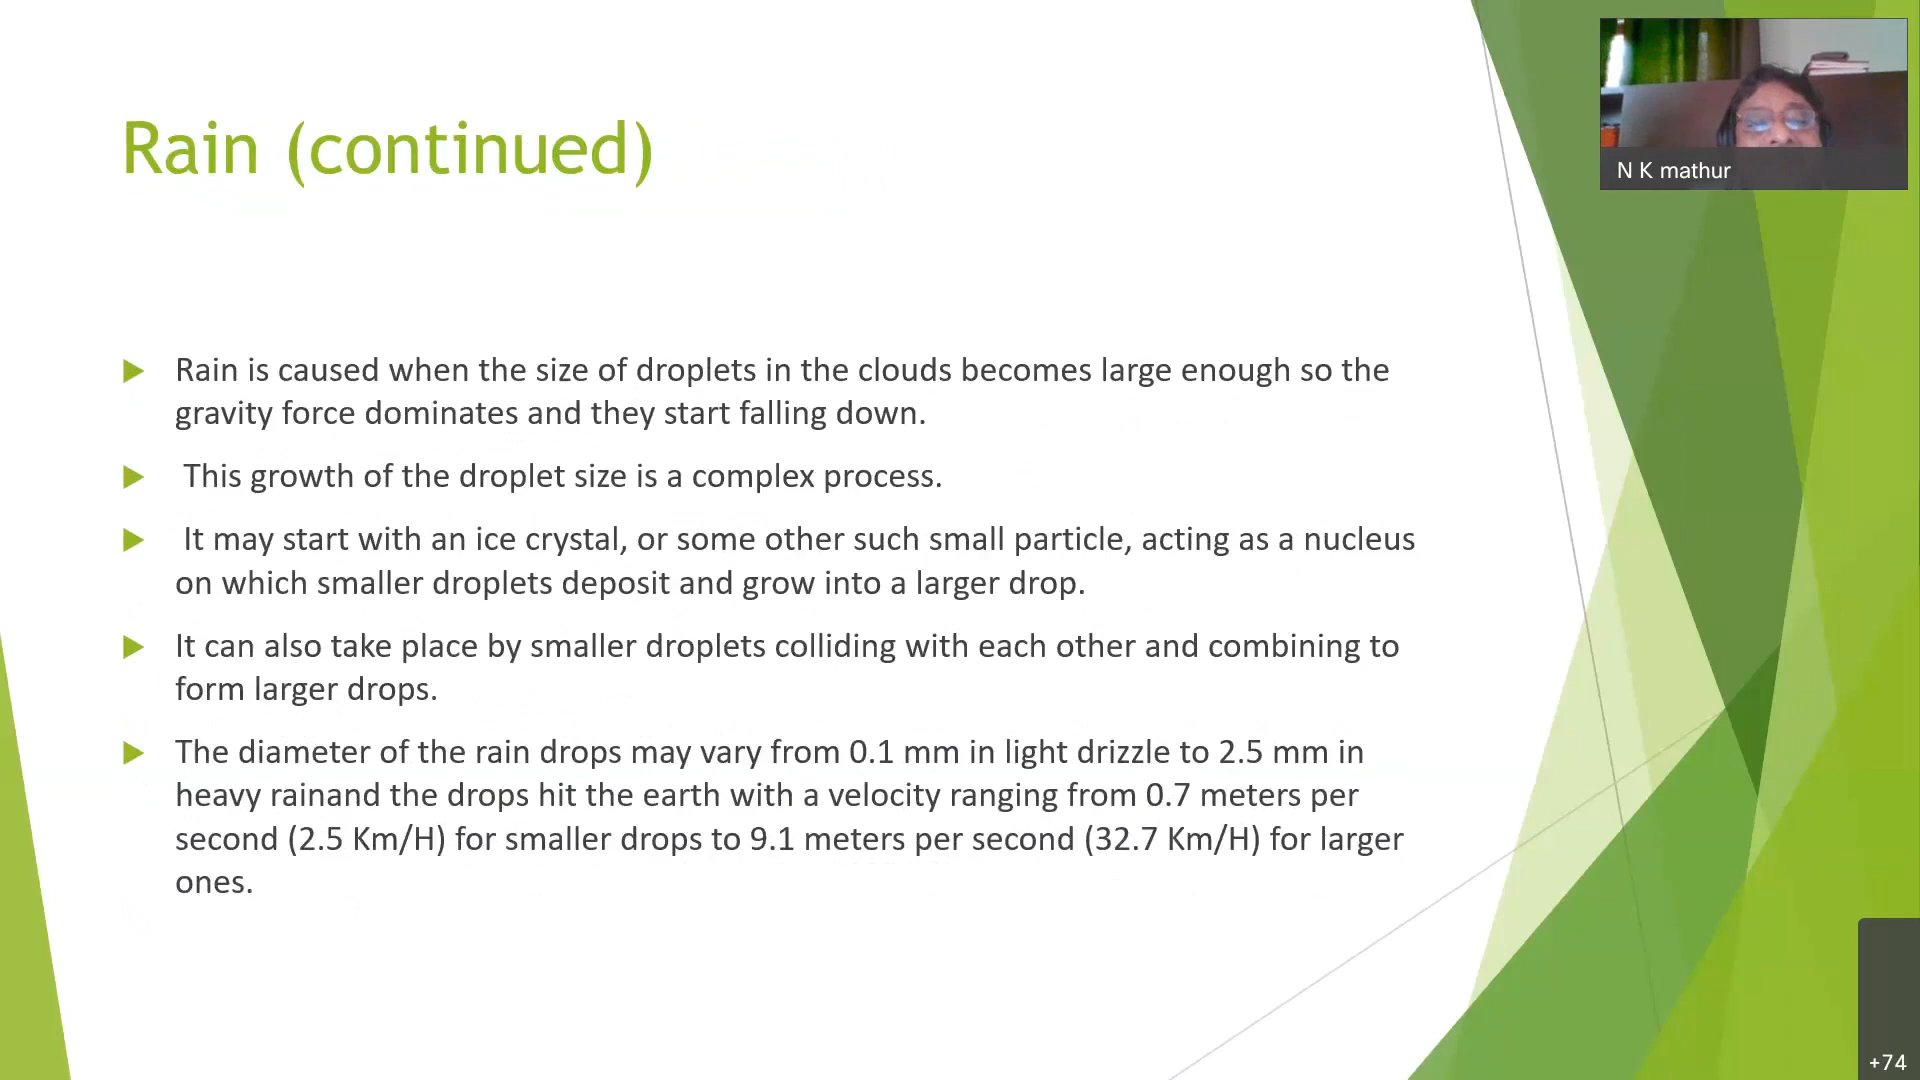 Rain (continued)
N K mathur
Rain is caused when the size of droplets in the clouds becomes large enough so the
gravity force dominates and they start falling down.
This growth of the droplet size is a complex process.
It may start with an ice crystal, or some other such small particle, acting as a nucleus
on which smaller droplets deposit and grow into a larger drop.
It can also take place by smaller droplets colliding with each other and combining to
form larger drops.
The diameter of the rain drops may vary from 0.1 mm in light drizzle to 2.5 mm in
heavy rainand the drops hit the earth with a velocity ranging from 0.7 meters per
second (2.5 Km/H) for smaller drops to 9.1 meters per second (32.7 Km/H) for larger
ones.
+74